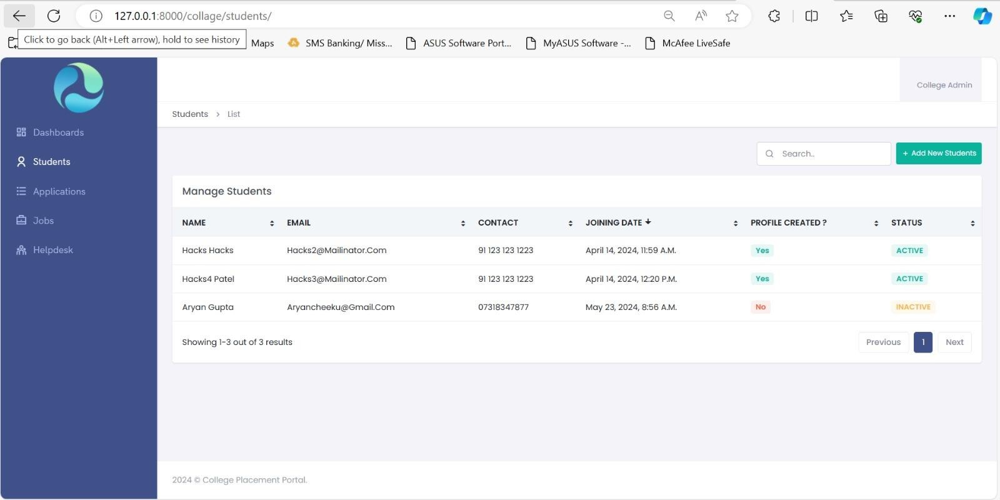 127.0.0.1:8000/collage/students/
Click to go back (Alt+Left arrow), hold to see history
Maps SMS Banking/ Miss... ASUS Software Port... MyASUS Software -... McAfee LiveSafe
College Admin
Students > List
Dashboards
Students
Applications
Jobs
Helpdesk
Search..
+ Add New Students
Manage Students
NAME EMAIL CONTACT JOINING DATE PROFILE CREATED ? STATUS
Hacks Hacks Hacks2@Mailinator.Com 91 123 123 1223 April 14, 2024, 11:59 A.M. Yes ACTIVE
Hacks4 Patel Hacks3@Mailinator.Com 91 123 123 1223 April 14, 2024, 12:20 P.M. Yes ACTIVE
Aryan Gupta Aryancheeku@Gmail.Com 07318347877 May 23, 2024, 8:56 A.M. No INACTIVE
Showing 1-3 out of 3 results
Previous 1 Next
2024 © College Placement Portal.